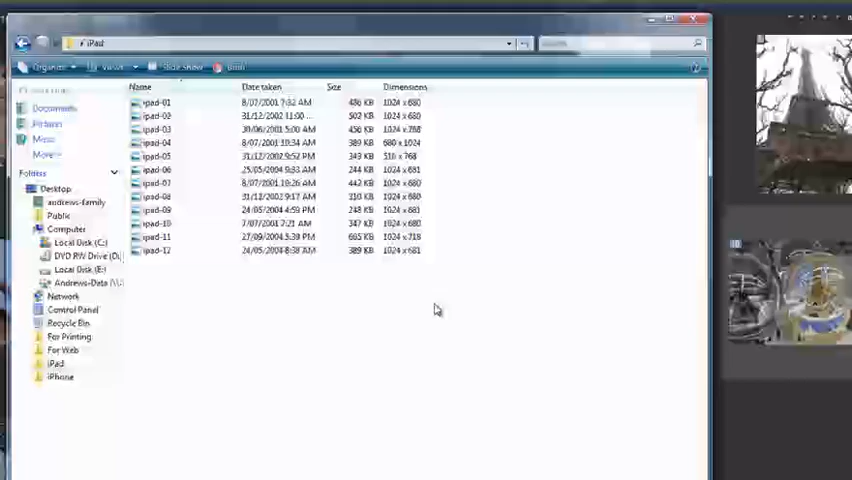 iPad
Organize Views Slide Show Burn
Name Date taken Size Dimensions
ipad-01 8/07/2001 7:32 AM 486 KB 1024 x 680
ipad-02 31/12/2002 11:00 ... 502 KB 1024 x 680
ipad-03 30/06/2001 5:00 AM 456 KB 1024 x 768
ipad-04 8/07/2001 10:34 AM 389 KB 680 x 1024
ipad-05 31/12/2002 9:52 PM 343 KB 510 x 768
ipad-06 25/05/2004 9:33 AM 244 KB 1024 x 681
ipad-07 8/07/2001 10:26 AM 442 KB 1024 x 680
ipad-08 31/12/2002 9:17 AM 310 KB 1024 x 680
ipad-09 24/05/2004 4:59 PM 248 KB 1024 x 681
ipad-10 7/07/2001 7:21 AM 347 KB 1024 x 680
ipad-11 27/09/2004 5:39 PM 665 KB 1024 x 718
ipad-12 24/05/2004 8:38 AM 389 KB 1024 x 681
Documents
Pictures
Music
More
Folders
Desktop
andrews-family
Public
Computer
Local Disk (C:)
DVD RW Drive (D:)
Local Disk (E:)
Andrews-Data
Network
Control Panel
Recycle Bin
For Printing
For Web
iPad
iPhone